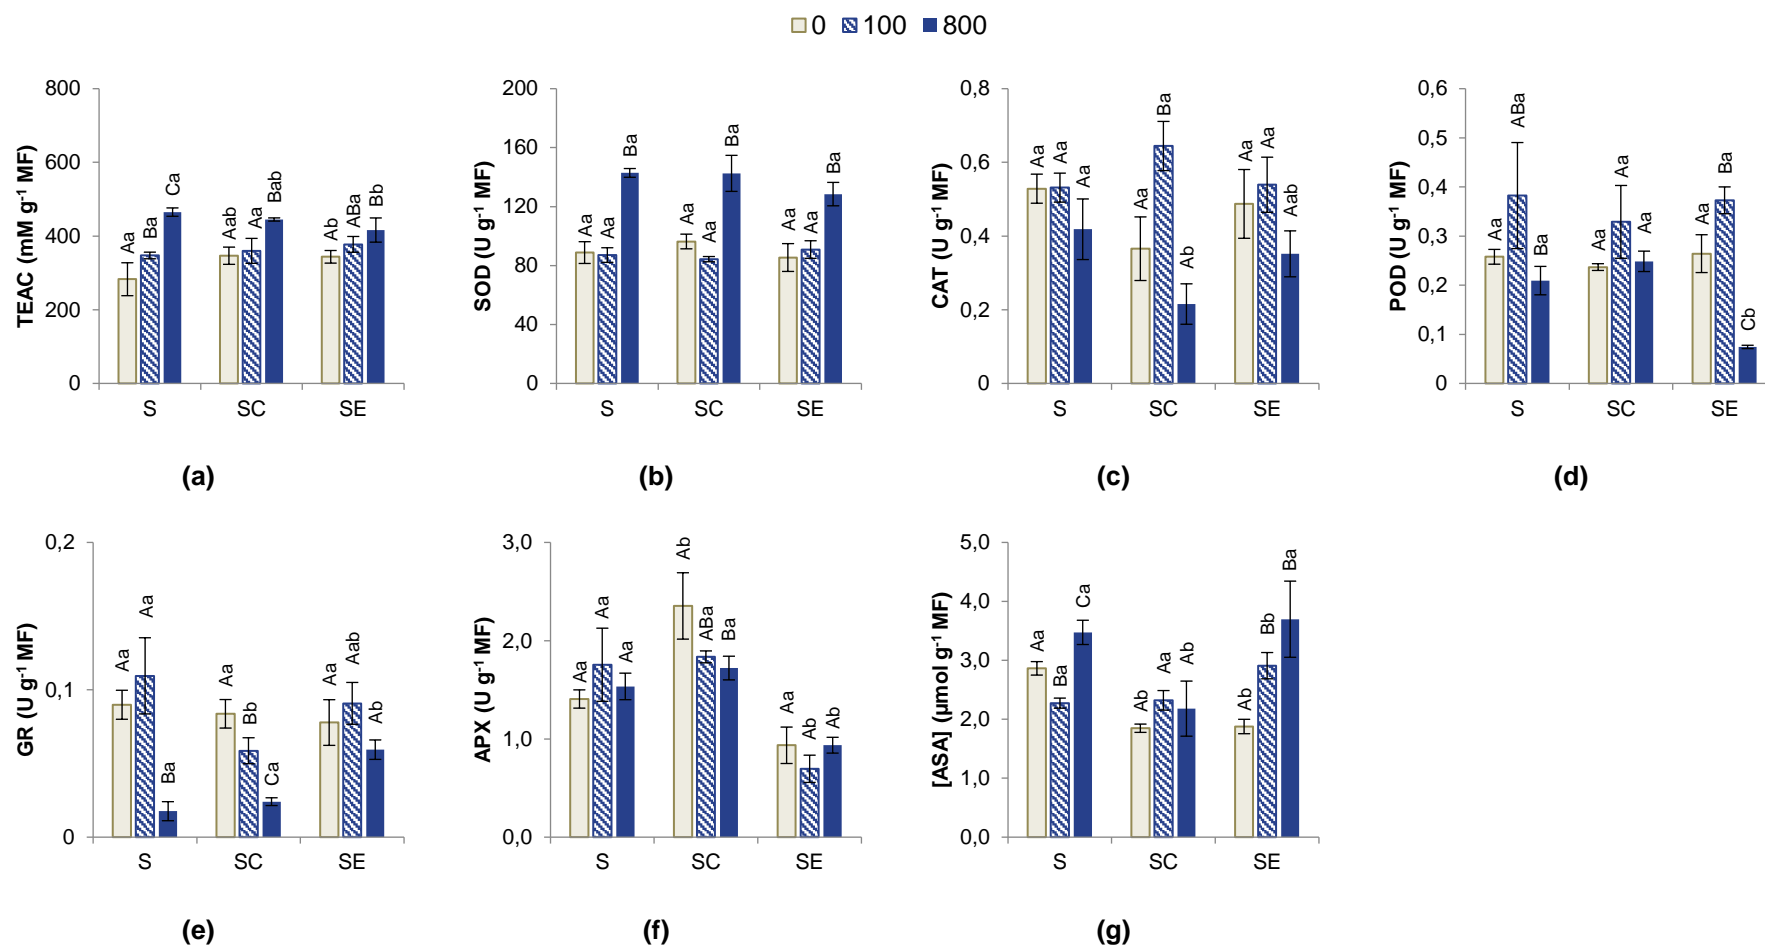 0 100 800
TEAC (mM g⁻¹ MF)
800
600
400
200
0
Aa Ba Ca
Aab Aa Bab
Ab ABa Bb
S SC SE
(a)
SOD (U g⁻¹ MF)
200
160
120
80
40
0
Aa Aa Ba
Aa Aa Ba
Aa Aa Ba
S SC SE
(b)
CAT (U g⁻¹ MF)
0,8
0,6
0,4
0,2
0
Aa Aa Aa
Aa Ba Ab
Aa Aa Aab
S SC SE
(c)
POD (U g⁻¹ MF)
0,6
0,5
0,4
0,3
0,2
0,1
0
Aa ABa Ba
Aa Aa Aa
Aa Ba Cb
S SC SE
(d)
GR (U g⁻¹ MF)
0,2
0,1
0
Aa Aa Ba
Aa Bb Ca
Aa Aab Ab
S SC SE
(e)
APX (U g⁻¹ MF)
3,0
2,0
1,0
0,0
Aa Aa Aa
Ab ABa Ba
Aa Ab Ab
S SC SE
(f)
[ASA] (µmol g⁻¹ MF)
5,0
4,0
3,0
2,0
1,0
0,0
Aa Ba Ca
Ab Aa Ab
Ab Bb Ba
S SC SE
(g)